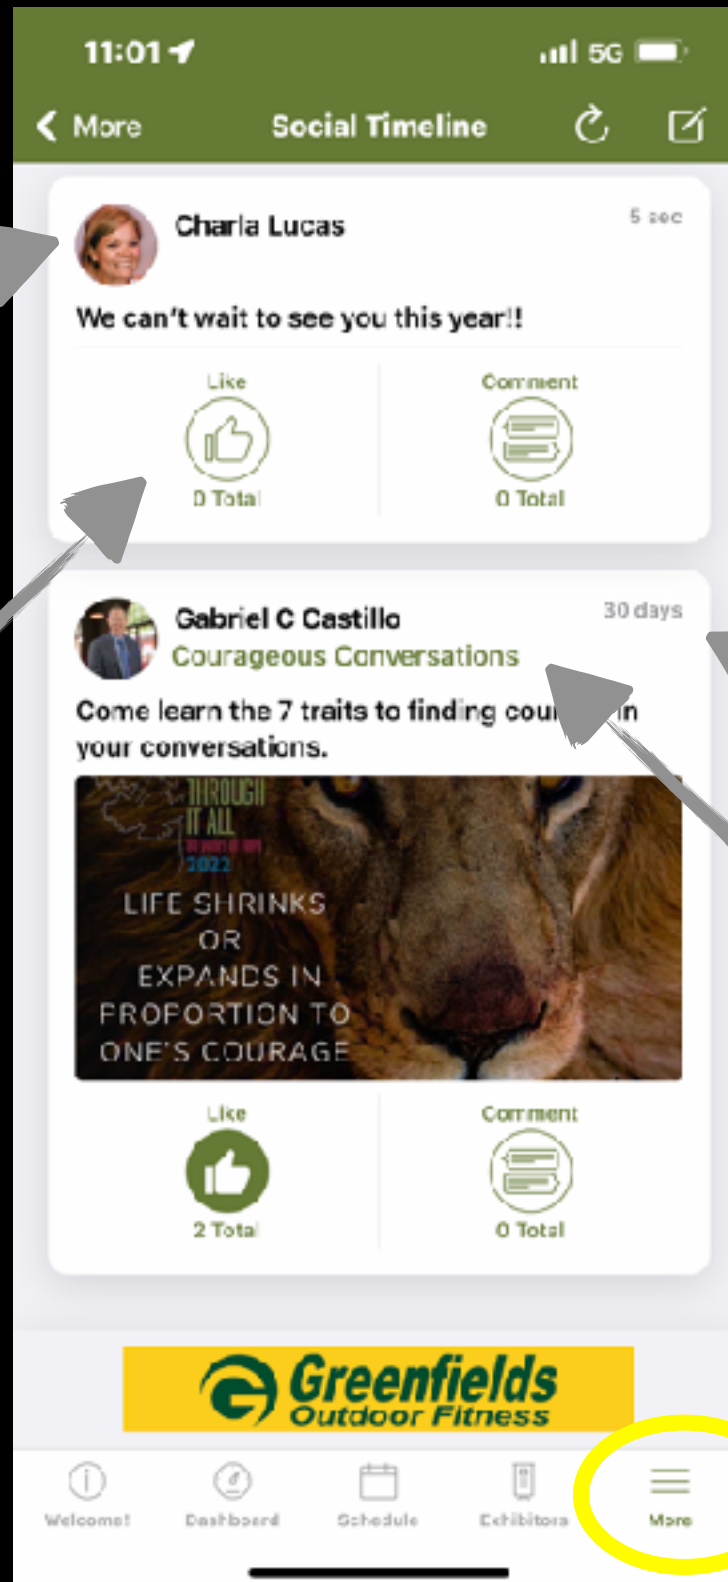 11:01
5G
More
Social Timeline
Charla Lucas
5 sec
We can't wait to see you this year!!
Like
Comment
0 Total
0 Total
Gabriel C Castillo
30 days
Courageous Conversations
Come learn the 7 traits to finding in
your conversations.
THROUGH
IT ALL
2022
LIFE SHRINKS
OR
EXPANDS IN
PROPORTION TO
ONE'S COURAGE
Like
Comment
2 Total
0 Total
Greenfields
Outdoor Fitness
Welcome!
Dashboard
Schedule
Exhibitors
More